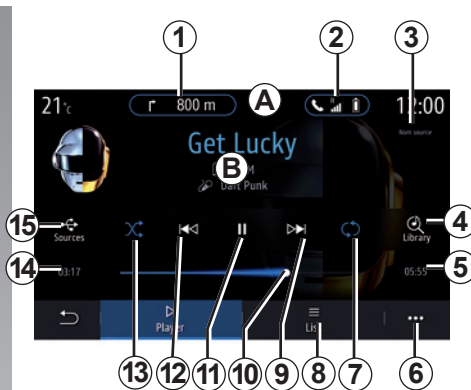 1 2 3
21°c
800 m
A
12:00
Nom source
Get Lucky
B
M
Daft Punk
15
Sources
4
Library
14
03:17
5
05:55
Player
List
13 12 11 10 9 8 7 6